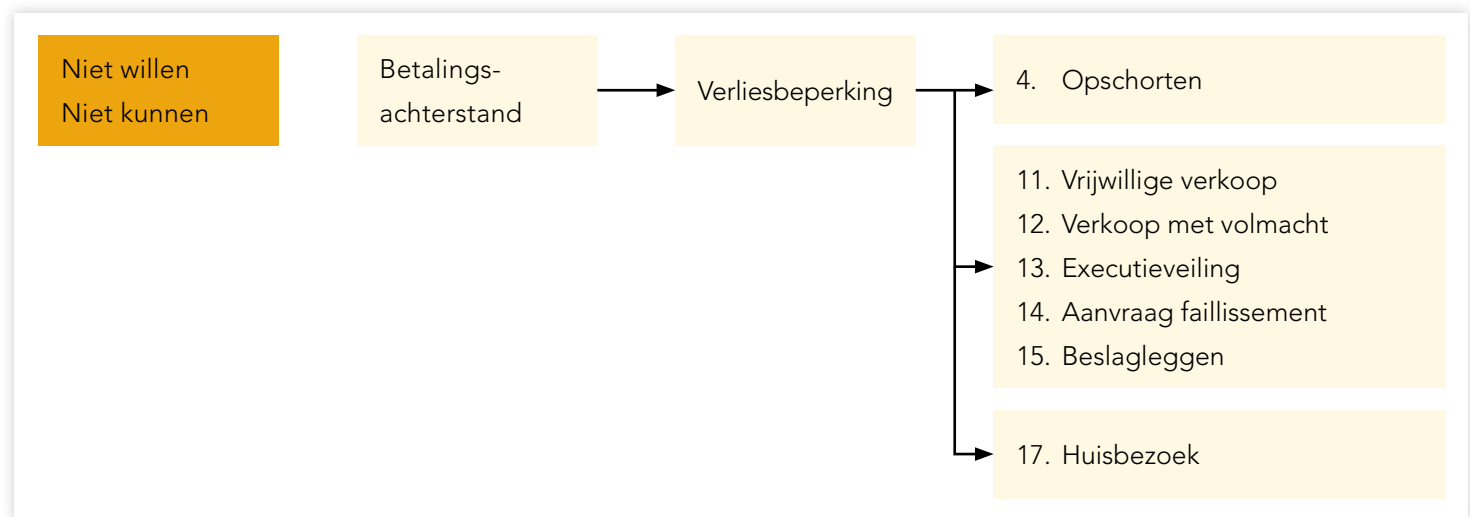 Niet willen
Niet kunnen
Betalings-
achterstand
Verliesbeperking
4. Opschorten
11. Vrijwillige verkoop
12. Verkoop met volmacht
13. Executieveiling
14. Aanvraag faillissement
15. Beslagleggen
17. Huisbezoek